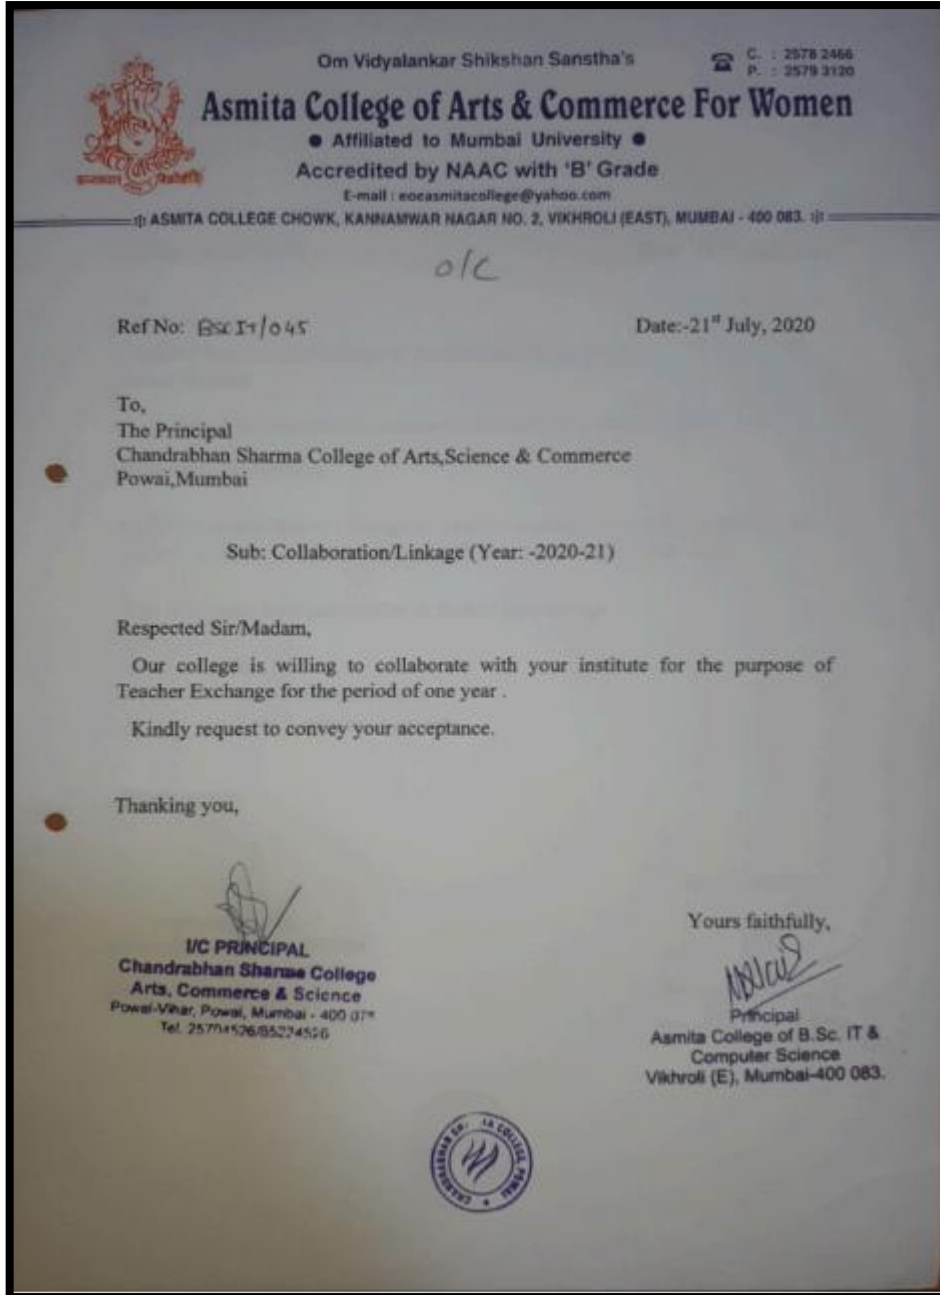 Om Vidyalankar Shikshan Sanstha's
C. : 2578 2466
P. : 2579 3120
Asmita College of Arts & Commerce For Women
● Affiliated to Mumbai University ●
Accredited by NAAC with 'B' Grade
E-mail : eocasmitacollege@yahoo.com
ASMITA COLLEGE CHOWK, KANNAMWAR NAGAR NO. 2, VIKHROLI (EAST), MUMBAI - 400 083.
O/C
Ref No: BSCIT/045
Date:-21st July, 2020
To,
The Principal
Chandrabhan Sharma College of Arts,Science & Commerce
Powai,Mumbai
Sub: Collaboration/Linkage (Year: -2020-21)
Respected Sir/Madam,
Our college is willing to collaborate with your institute for the purpose of
Teacher Exchange for the period of one year .
Kindly request to convey your acceptance.
Thanking you,
I/C PRINCIPAL
Chandrabhan Sharma College
Arts, Commerce & Science
Powai-Vihar, Powai, Mumbai - 400
Tel.
Yours faithfully,
Principal
Asmita College of B.Sc. IT &
Computer Science
Vikhroli (E), Mumbai-400 083.
CHANDRABHAN COLLEGE, POWAI